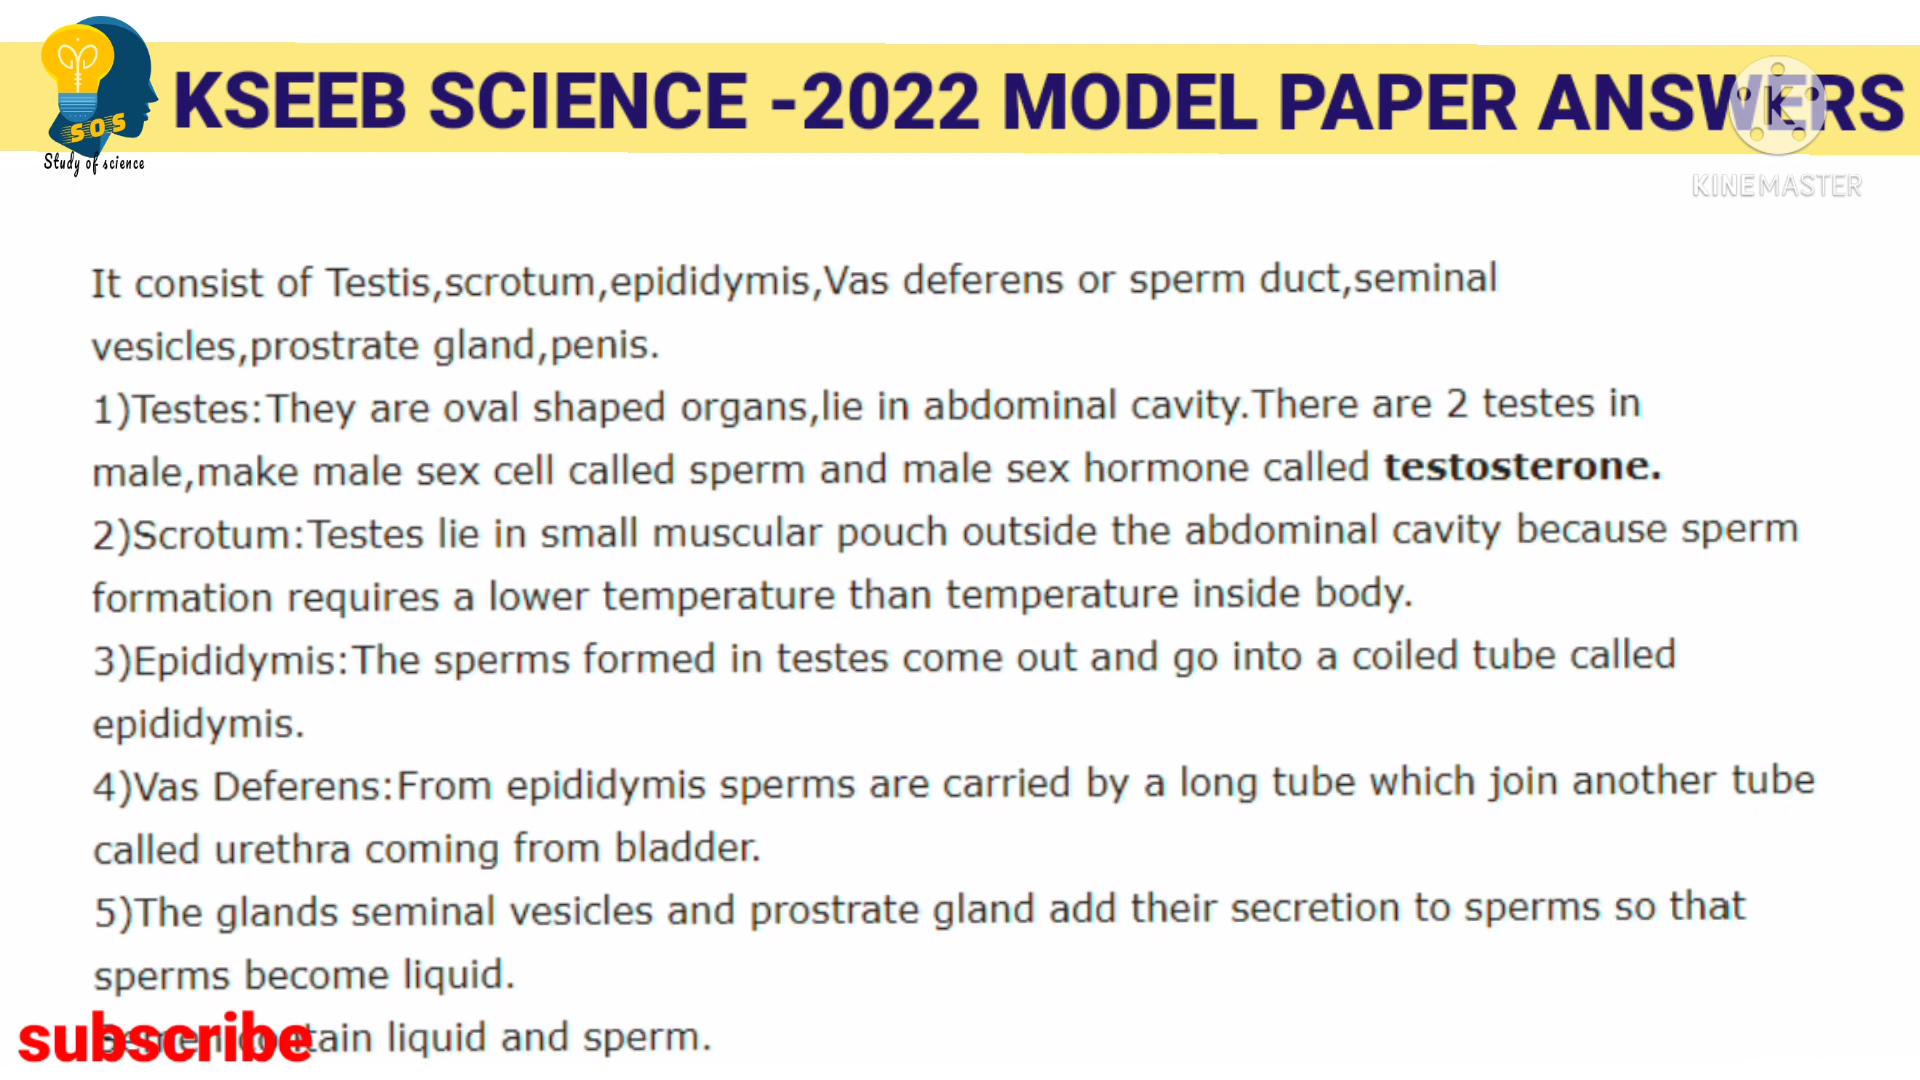 SOS
Study of science
KSEEB SCIENCE -2022 MODEL PAPER ANSWERS
K
KINEMASTER
It consist of Testis,scrotum,epididymis,Vas deferens or sperm duct,seminal
vesicles,prostrate gland,penis.
1)Testes:They are oval shaped organs,lie in abdominal cavity.There are 2 testes in
male,make male sex cell called sperm and male sex hormone called testosterone.
2)Scrotum:Testes lie in small muscular pouch outside the abdominal cavity because sperm
formation requires a lower temperature than temperature inside body.
3)Epididymis:The sperms formed in testes come out and go into a coiled tube called
epididymis.
4)Vas Deferens:From epididymis sperms are carried by a long tube which join another tube
called urethra coming from bladder.
5)The glands seminal vesicles and prostrate gland add their secretion to sperms so that
sperms become liquid.
Semen contain liquid and sperm.
subscribe